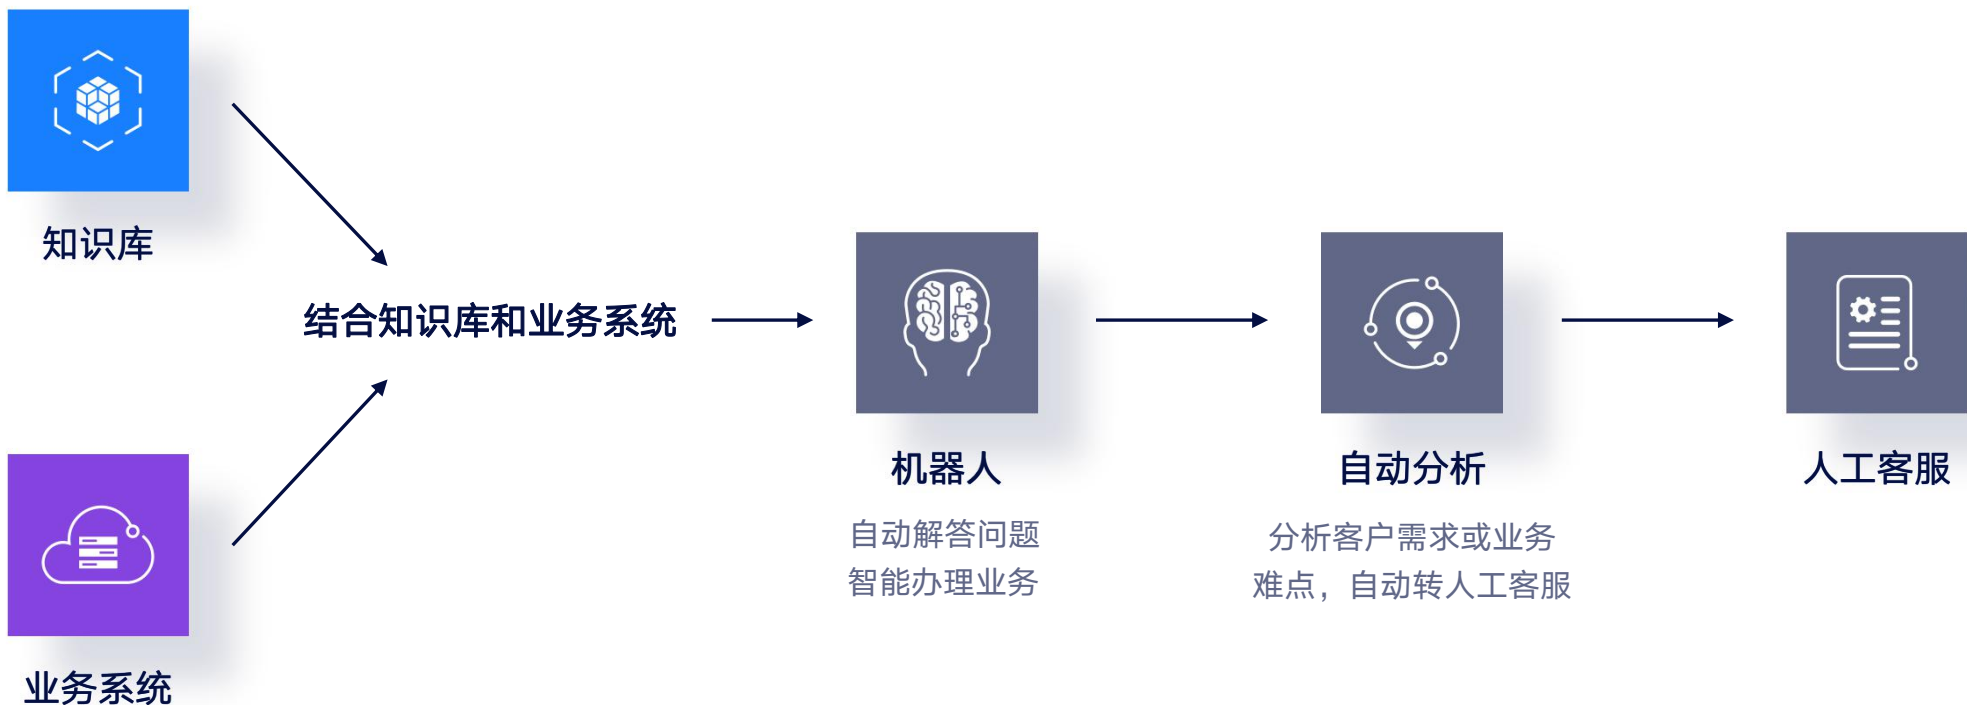 知识库
结合知识库和业务系统
业务系统
机器人
自动解答问题
智能办理业务
自动分析
分析客户需求或业务
难点，自动转人工客服
人工客服